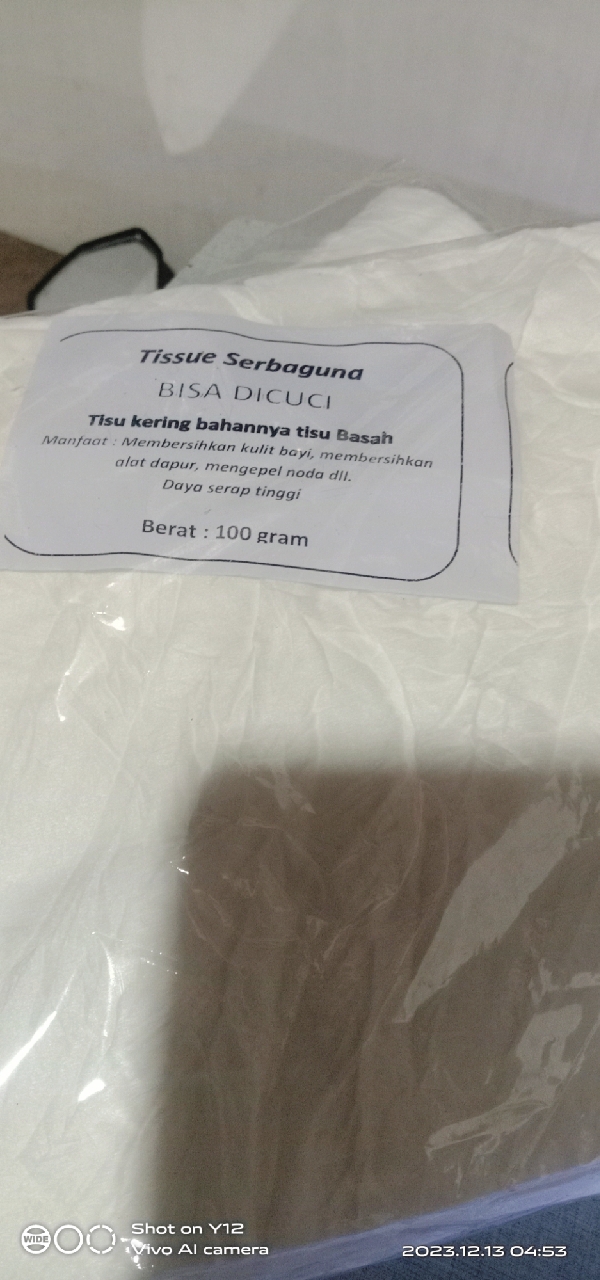 Tissue Serbaguna
BISA DICUCI
Tisu kering bahannya tisu Basah
Manfaat : Membersihkan kulit bayi, membersihkan
alat dapur, mengepel noda dll.
Daya serap tinggi
Berat : 100 gram
WIDE
Shot on Y12
Vivo AI camera
2023.12.13 04:53